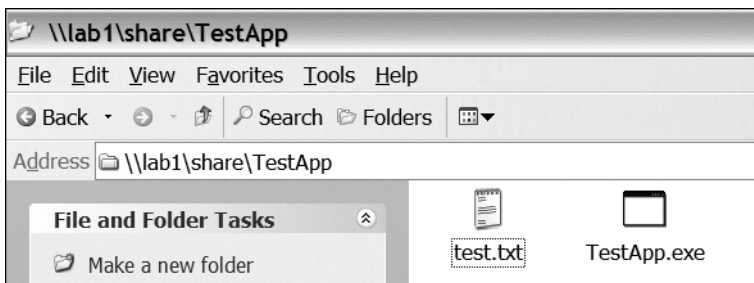 \\lab1\share\TestApp
File Edit View Favorites Tools Help
Back Search Folders
Address \\lab1\share\TestApp
File and Folder Tasks
Make a new folder
test.txt TestApp.exe